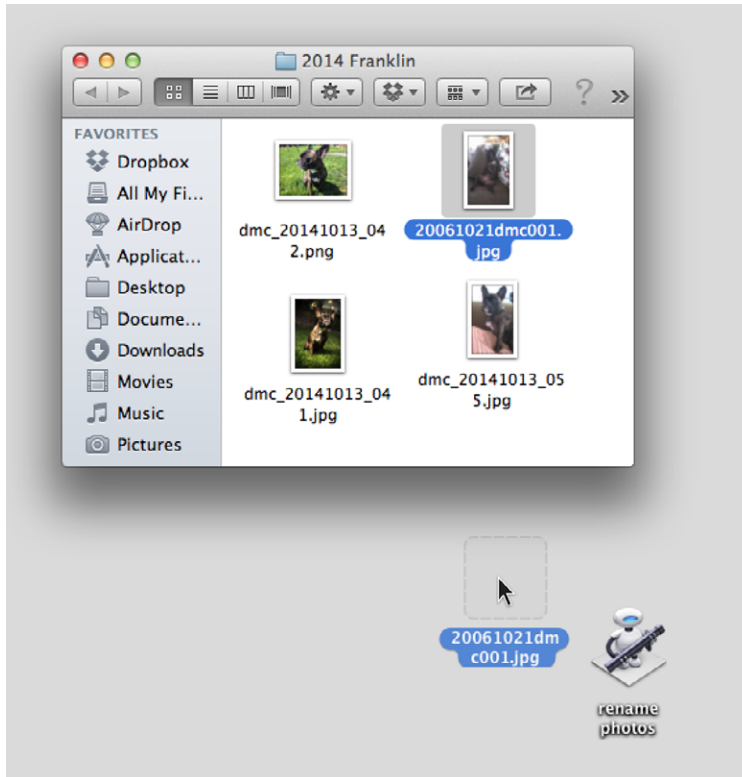 2014 Franklin
?
»
FAVORITES
Dropbox
All My Fi...
AirDrop
Applicat...
Desktop
Docume...
Downloads
Movies
Music
Pictures
dmc_20141013_04
2.png
20061021dmc001.
jpg
dmc_20141013_04
1.jpg
dmc_20141013_05
5.jpg
20061021dm
c001.jpg
rename
photos